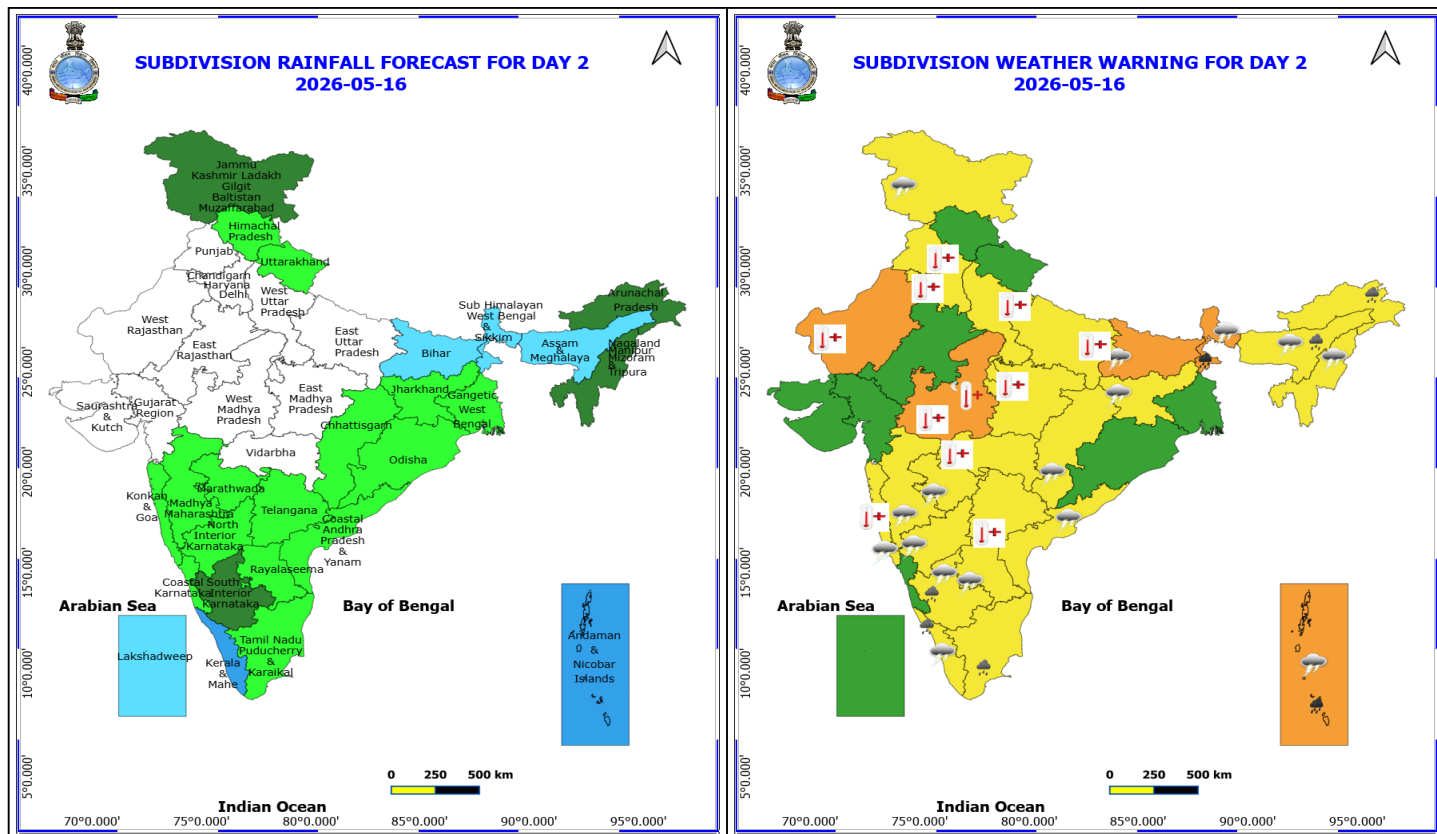 SUBDIVISION RAINFALL FORECAST FOR DAY 2
2026-05-16
40°0.000'
35°0.000'
30°0.000'
25°0.000'
20°0.000'
15°0.000'
10°0.000'
5°0.000'
Jammu
Kashmir Ladakh
Gilgit
Baltistan
Muzaffarabad
Himachal
Pradesh
Punjab
Uttarakhand
Chandigarh
Haryana
Delhi
West
Uttar
Pradesh
West
Rajasthan
East
Rajasthan
East
Uttar
Pradesh
Sub Himalayan
West Bengal
&
Sikkim
Arunachal
Pradesh
Assam
&
Meghalaya
Nagaland
Manipur
Mizoram
&
Tripura
Bihar
Jharkhand
Gangetic
West
Bengal
Saurashtra
&
Kutch
Gujarat
Region
West
Madhya
Pradesh
East
Madhya
Pradesh
Chhattisgarh
Vidarbha
Odisha
Konkan
&
Goa
Marathwada
Madhya
Maharashtra
Telangana
North
Interior
Karnataka
Coastal
Andhra
Pradesh
&
Yanam
Rayalaseema
Coastal
Karnataka
South
Interior
Karnataka
Arabian Sea
Bay of Bengal
Lakshadweep
Kerala
&
Mahe
Tamil Nadu
Puducherry
&
Karaikal
Andaman
&
Nicobar
Islands
0 250 500 km
Indian Ocean
70°0.000' 75°0.000' 80°0.000' 85°0.000' 90°0.000' 95°0.000'
SUBDIVISION WEATHER WARNING FOR DAY 2
2026-05-16
40°0.000'
35°0.000'
30°0.000'
25°0.000'
20°0.000'
15°0.000'
10°0.000'
5°0.000'
Arabian Sea
Bay of Bengal
0 250 500 km
Indian Ocean
70°0.000' 75°0.000' 80°0.000' 85°0.000' 90°0.000' 95°0.000'